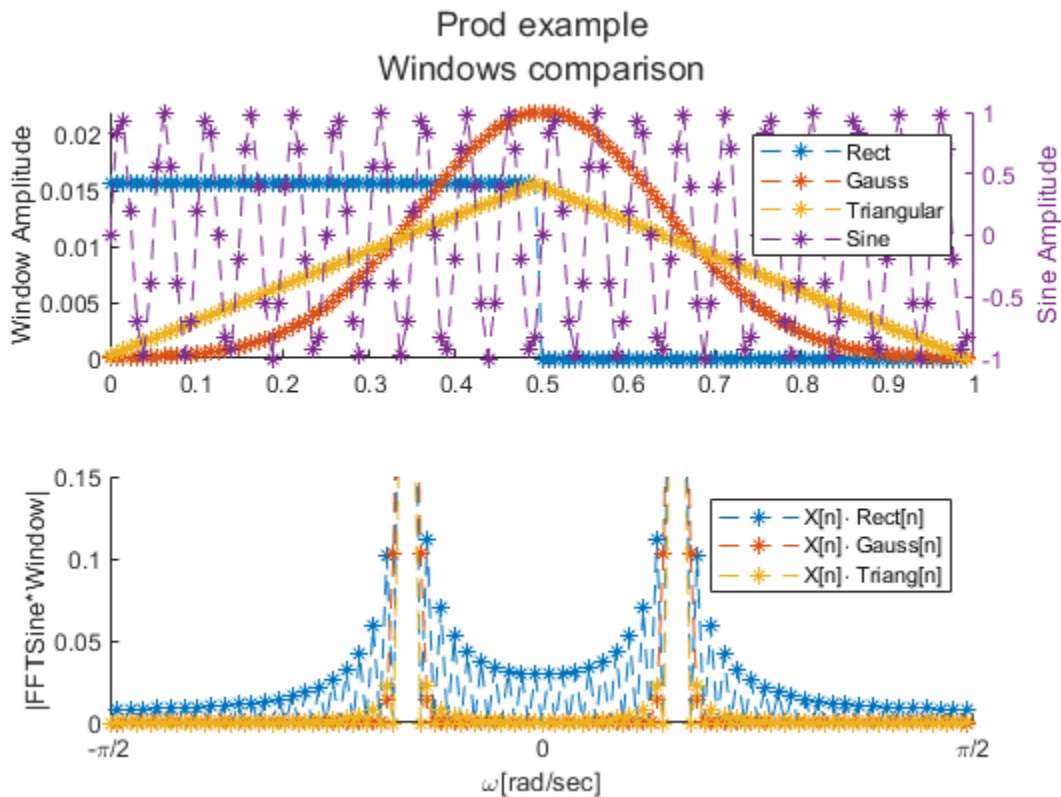 Prod example
Windows comparison
Window Amplitude
0.02
0.015
0.01
0.005
0
1
0.5
0
-0.5
-1
Sine Amplitude
Rect
Gauss
Triangular
Sine
0 0.1 0.2 0.3 0.4 0.5 0.6 0.7 0.8 0.9 1
|FFTSine*Window|
0.15
0.1
0.05
0
X[n]· Rect[n]
X[n]· Gauss[n]
X[n]· Triang[n]
-π/2 0 π/2
ω[rad/sec]